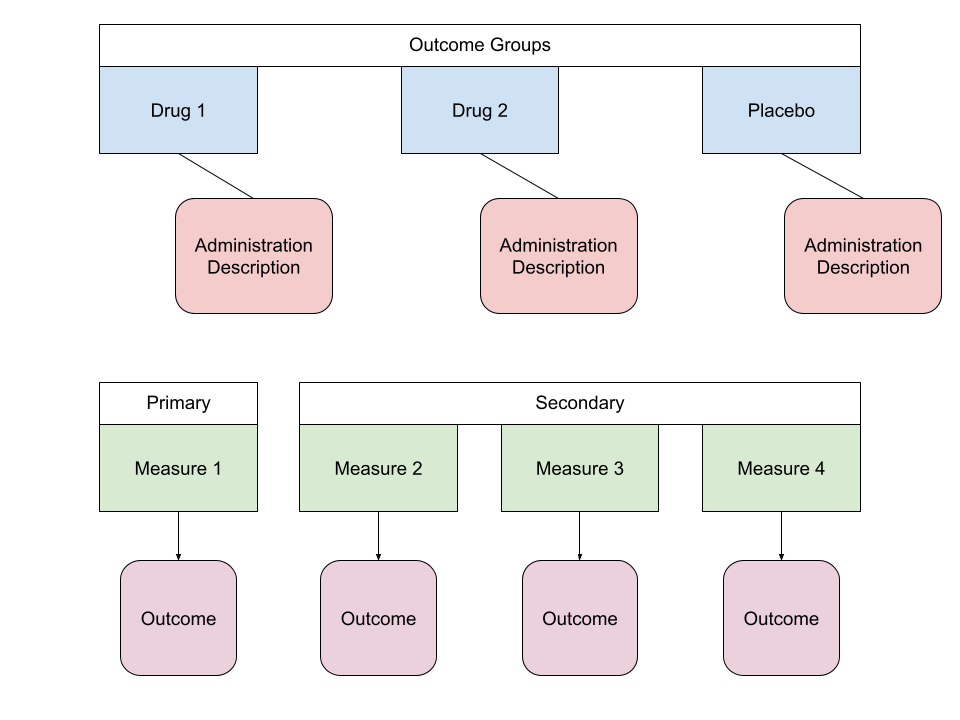 Outcome Groups
Drug 1
Drug 2
Placebo
Administration
Description
Administration
Description
Administration
Description
Primary
Secondary
Measure 1
Measure 2
Measure 3
Measure 4
Outcome
Outcome
Outcome
Outcome